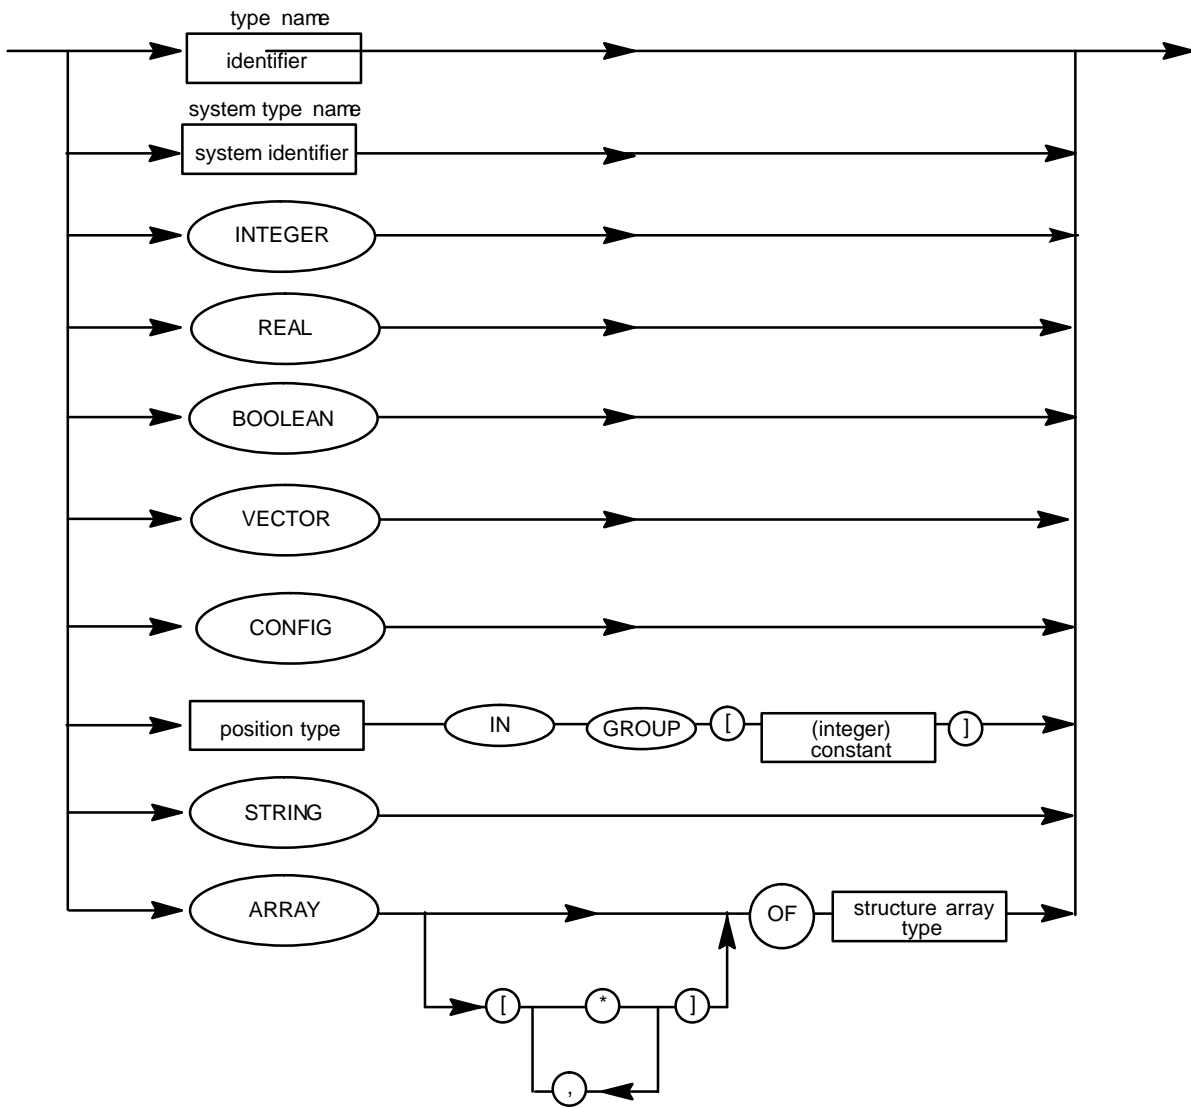 type name
identifier
system type name
system identifier
INTEGER
REAL
BOOLEAN
VECTOR
CONFIG
position type IN GROUP [ (integer) ]
constant
STRING
ARRAY OF structure array
type
[ * ]
,